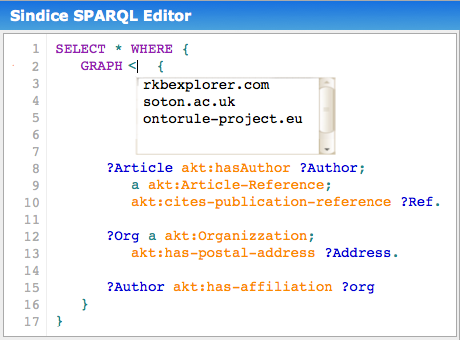 Sindice SPARQL Editor
1 SELECT * WHERE {
2 GRAPH < {
3 rkbexplorer.com
4 soton.ac.uk
5 ontorule-project.eu
6
7
8 ?Article akt:hasAuthor ?Author;
9 a akt:Article-Reference;
10 akt:cites-publication-reference ?Ref.
11
12 ?Org a akt:Organizzation;
13 akt:has-postal-address ?Address.
14
15 ?Author akt:has-affiliation ?org
16 }
17 }